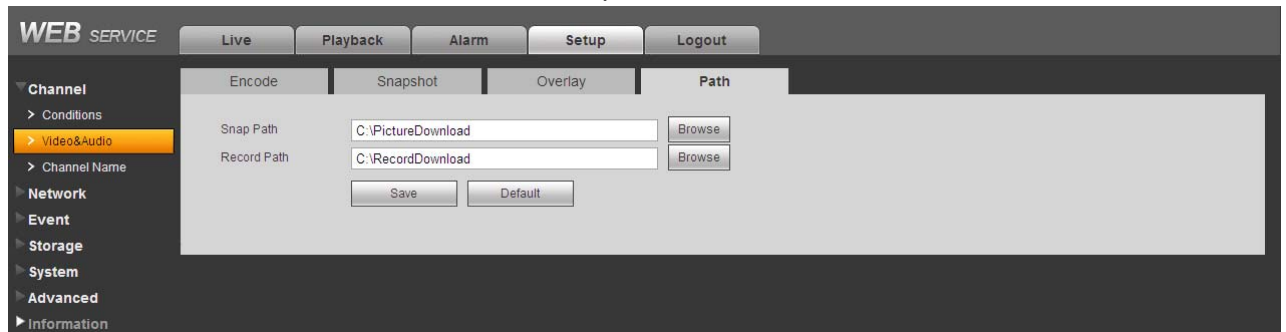 WEB SERVICE
Live Playback Alarm Setup Logout
Encode Snapshot Overlay Path
Channel
> Conditions
> Video&Audio
> Channel Name
Network
Event
Storage
System
Advanced
Information
Snap Path C:\PictureDownload Browse
Record Path C:\RecordDownload Browse
Save Default